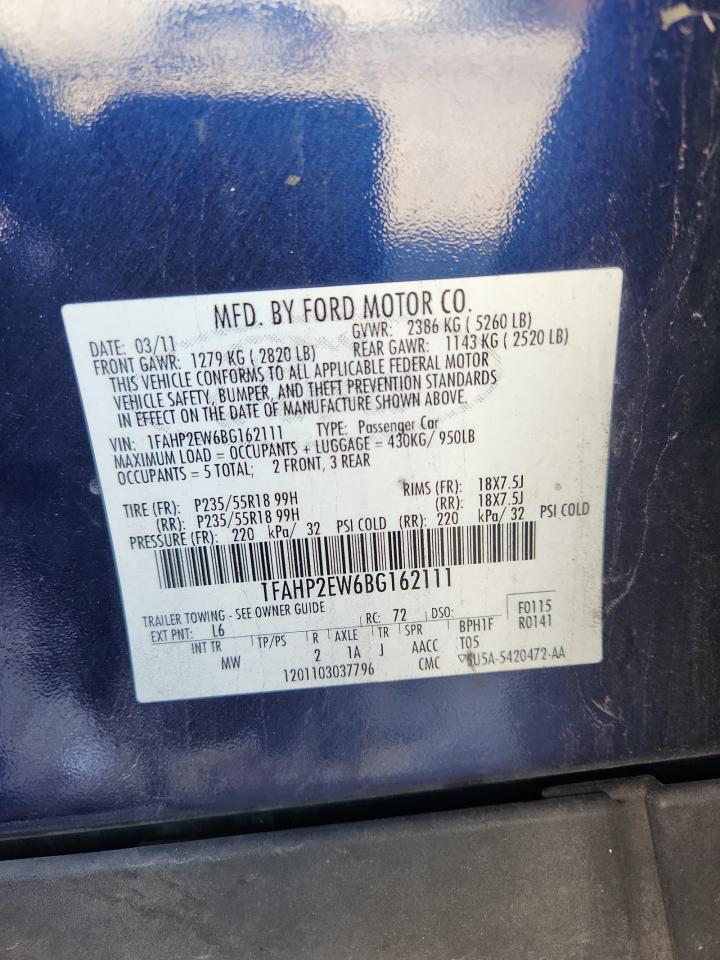 MFD. BY FORD MOTOR CO.
DATE: 03/11 GVWR: 2386 KG ( 5260 LB)
FRONT GAWR: 1279 KG ( 2820 LB) REAR GAWR: 1143 KG ( 2520 LB)
THIS VEHICLE CONFORMS TO ALL APPLICABLE FEDERAL MOTOR
VEHICLE SAFETY, BUMPER, AND THEFT PREVENTION STANDARDS
IN EFFECT ON THE DATE OF MANUFACTURE SHOWN ABOVE.
VIN: 1FAHP2EW6BG162111 TYPE: Passenger Car
MAXIMUM LOAD = OCCUPANTS + LUGGAGE = 430KG/ 950LB
OCCUPANTS = 5 TOTAL; 2 FRONT, 3 REAR
TIRE (FR): P235/55R18 99H RIMS (FR): 18X7.5J
(RR): P235/55R18 99H (RR): 18X7.5J
PRESSURE (FR): 220 kPa/ 32 PSI COLD (RR): 220 kPa/ 32 PSI COLD
1FAHP2EW6BG162111
TRAILER TOWING - SEE OWNER GUIDE F0115
EXT PNT: L6 RC: 72 DSO: R0141
INT TR TP/PS R AXLE TR SPR BPH1F
MW 2 1A J AACC T05
1201103037796 CMC 5U5A-5420472-AA